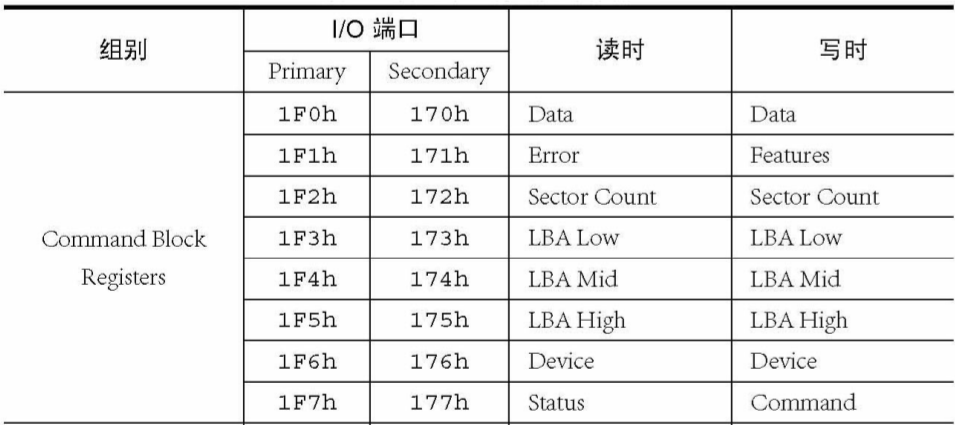 组别 I/O 端口 读时 写时
Primary Secondary
1F0h 170h Data Data
1F1h 171h Error Features
1F2h 172h Sector Count Sector Count
Command Block Registers
1F3h 173h LBA Low LBA Low
1F4h 174h LBA Mid LBA Mid
1F5h 175h LBA High LBA High
1F6h 176h Device Device
1F7h 177h Status Command